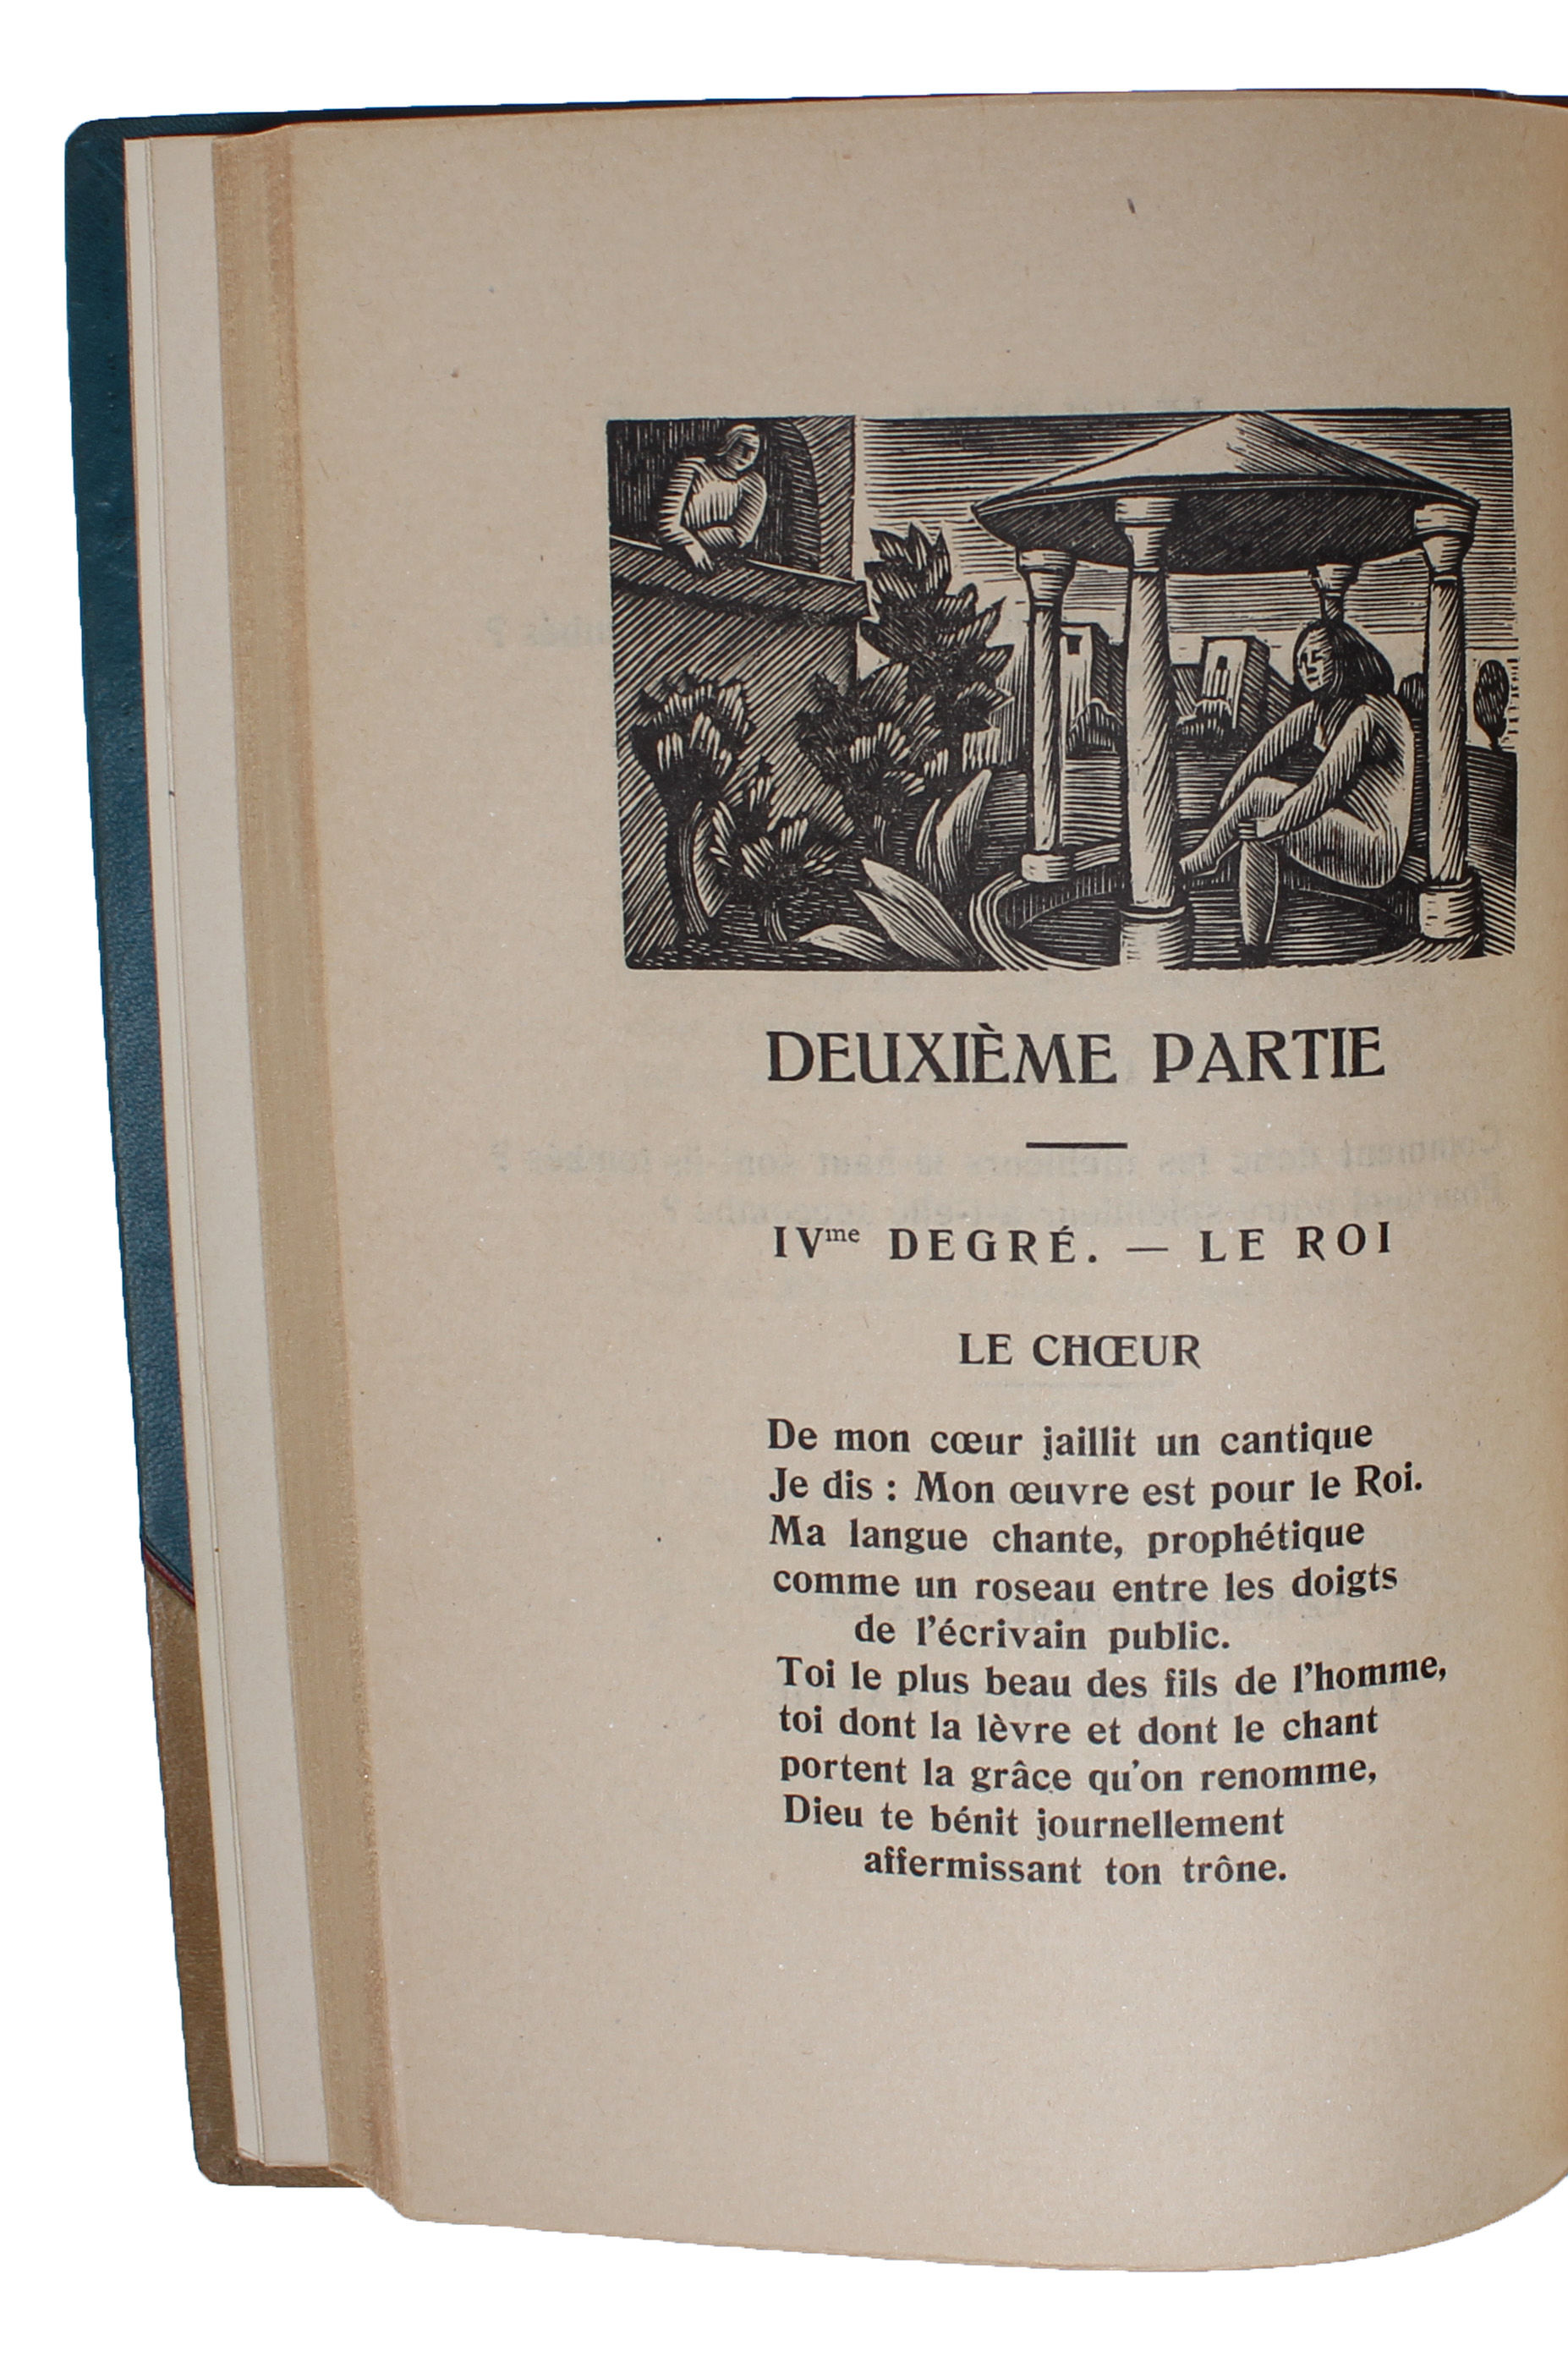 DEUXIÈME PARTIE
IVme DEGRÉ. — LE ROI
LE CHŒUR
De mon cœur jaillit un cantique
Je dis : Mon œuvre est pour le Roi.
Ma langue chante, prophétique
comme un roseau entre les doigts
de l'écrivain public.
Toi le plus beau des fils de l'homme,
toi dont la lèvre et dont le chant
portent la grâce qu'on renomme,
Dieu te bénit journellement
affermissant ton trône.